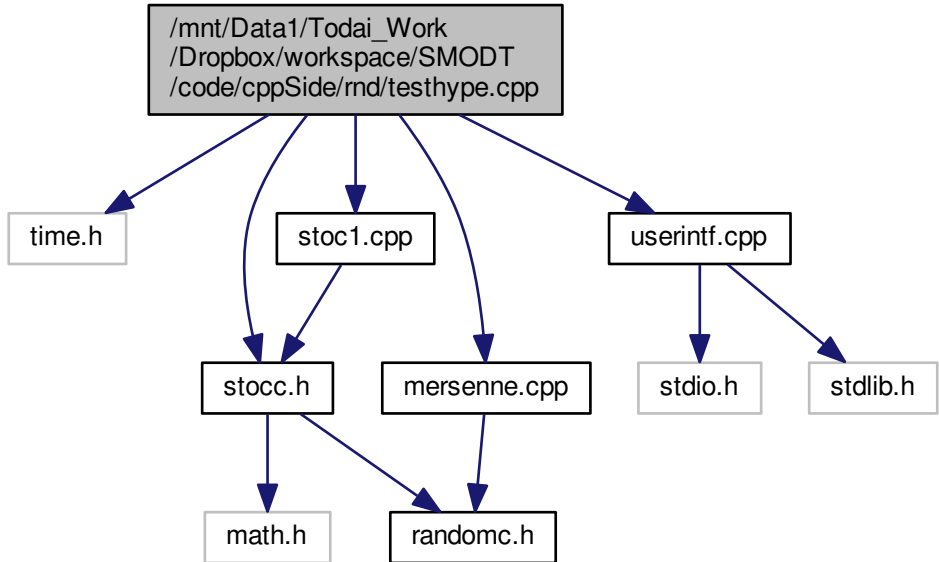 /mnt/Data1/Todai_Work
/Dropbox/workspace/SMODT
/code/cppSide/rnd/testhype.cpp
time.h
stoc1.cpp
userintf.cpp
stocc.h
mersenne.cpp
stdio.h
stdlib.h
math.h
randomc.h